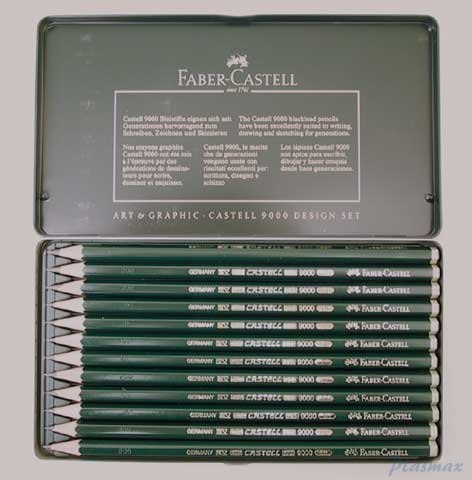 FABER-CASTELL
since 1761
Castell 9000 Bleistifte eignen sich seit
Generationen hervorragend zum
Schreiben, Zeichnen und Skizzieren
The Castell 9000 blacklead pencils
have been excellently suited to writing,
drawing and sketching for generations.
Nos crayons graphite
Castell 9000 ont été mis
à l'épreuve par des
générations de dessina-
teurs pour écrire,
dessiner et esquisser.
Castell 9000, la matita
che da generazioni
vengono usate con
risultati eccellenti per:
scrittura, disegno e
schizzo
Los lápices Castell 9000
son aptos para escribir,
dibujar y hacer croquis
desde hace generaciones.
ART & GRAPHIC · CASTELL 9000 DESIGN SET
GERMANY CASTELL 9000 FABER-CASTELL
GERMANY CASTELL 9000 FABER-CASTELL
GERMANY CASTELL 9000 FABER-CASTELL
GERMANY CASTELL 9000 FABER-CASTELL
GERMANY CASTELL 9000 FABER-CASTELL
GERMANY CASTELL 9000 FABER-CASTELL
GERMANY CASTELL 9000 FABER-CASTELL
GERMANY CASTELL 9000 FABER-CASTELL
GERMANY CASTELL 9000 FABER-CASTELL
GERMANY CASTELL 9000 FABER-CASTELL
GERMANY CASTELL 9000 FABER-CASTELL
plasmax